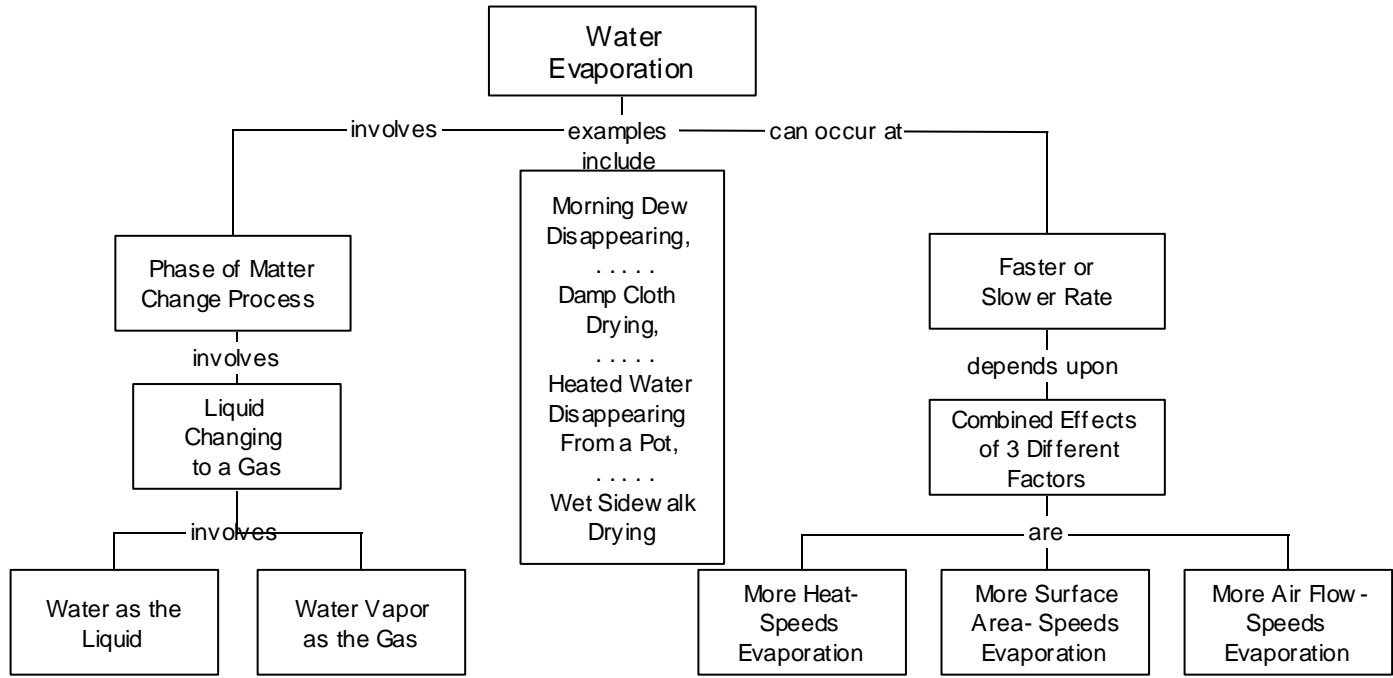 Water
Evaporation
involves
examples
include
can occur at
Phase of Matter
Change Process
involves
Liquid
Changing
to a Gas
involves
Water as the
Liquid
Water Vapor
as the Gas
Morning Dew
Disappearing,
. . . . .
Damp Cloth
Drying,
. . . . .
Heated Water
Disappearing
From a Pot,
. . . . .
Wet Sidewalk
Drying
Faster or
Slower Rate
depends upon
Combined Effects
of 3 Different
Factors
are
More Heat-
Speeds
Evaporation
More Surface
Area- Speeds
Evaporation
More Air Flow-
Speeds
Evaporation